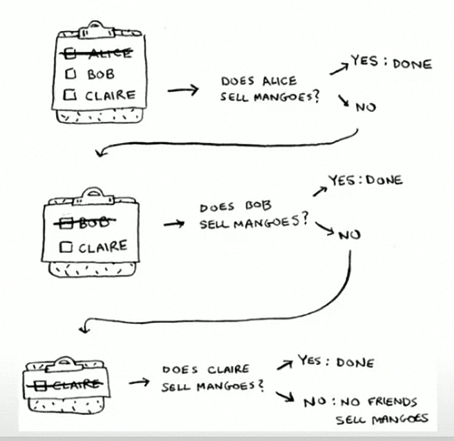 ALICE
BOB
CLAIRE
DOES ALICE
SELL MANGOES?
YES: DONE
NO
BOB
CLAIRE
DOES BOB
SELL MANGOES?
YES: DONE
NO
CLAIRE
DOES CLAIRE
SELL MANGOES?
YES: DONE
NO: NO FRIENDS
SELL MANGOES